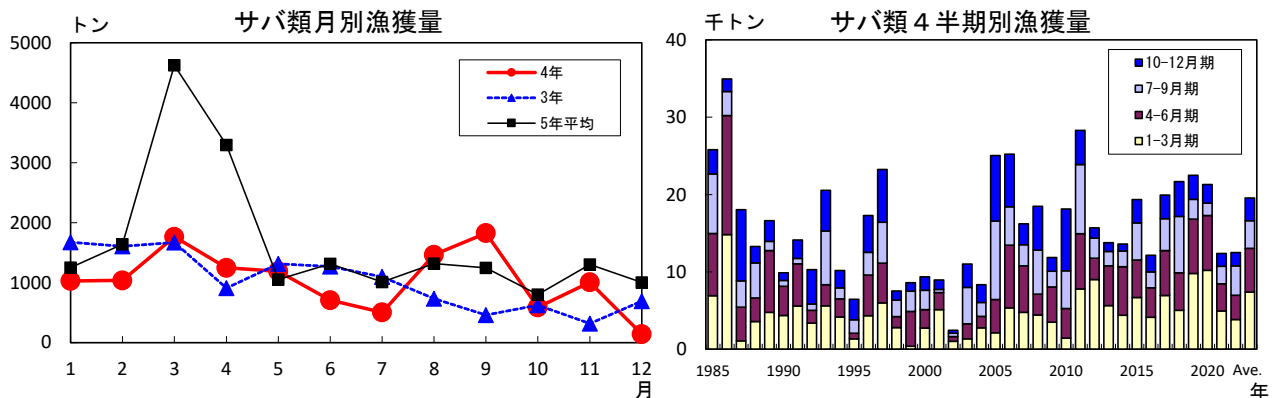 サバ類月別漁獲量
トン
5000
4000
3000
2000
1000
0
4年
3年
5年平均
1 2 3 4 5 6 7 8 9 10 11 12
月
サバ類4半期別漁獲量
千トン
40
30
20
10
0
10-12月期
7-9月期
4-6月期
1-3月期
1985 1990 1995 2000 2005 2010 2015 2020 Ave.
年